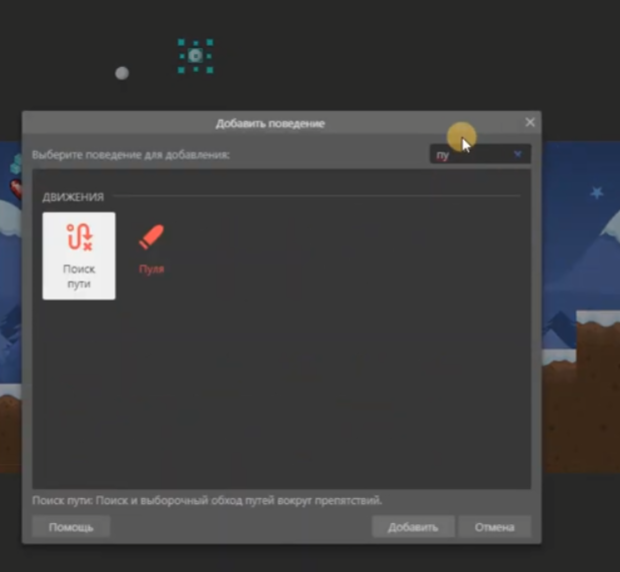 Добавить поведение
Выберите поведение для добавления:
пу
ДВИЖЕНИЯ
Поиск
пути
Пуля
Поиск пути: Поиск и выборочный обход путей вокруг препятствий.
Помощь
Добавить
Отмена